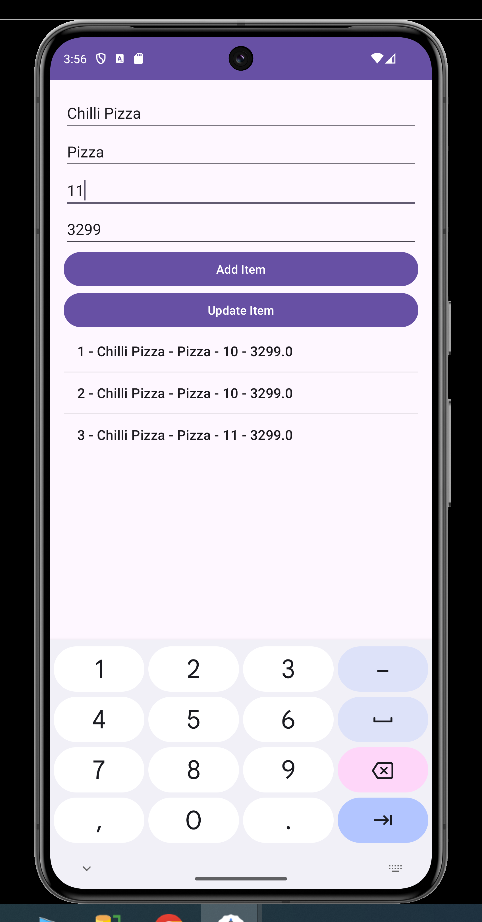 3:56
Chilli Pizza
Pizza
11
3299
Add Item
Update Item
1 - Chilli Pizza - Pizza - 10 - 3299.0
2 - Chilli Pizza - Pizza - 10 - 3299.0
3 - Chilli Pizza - Pizza - 11 - 3299.0
1 2 3 -
4 5 6
7 8 9
, 0 .